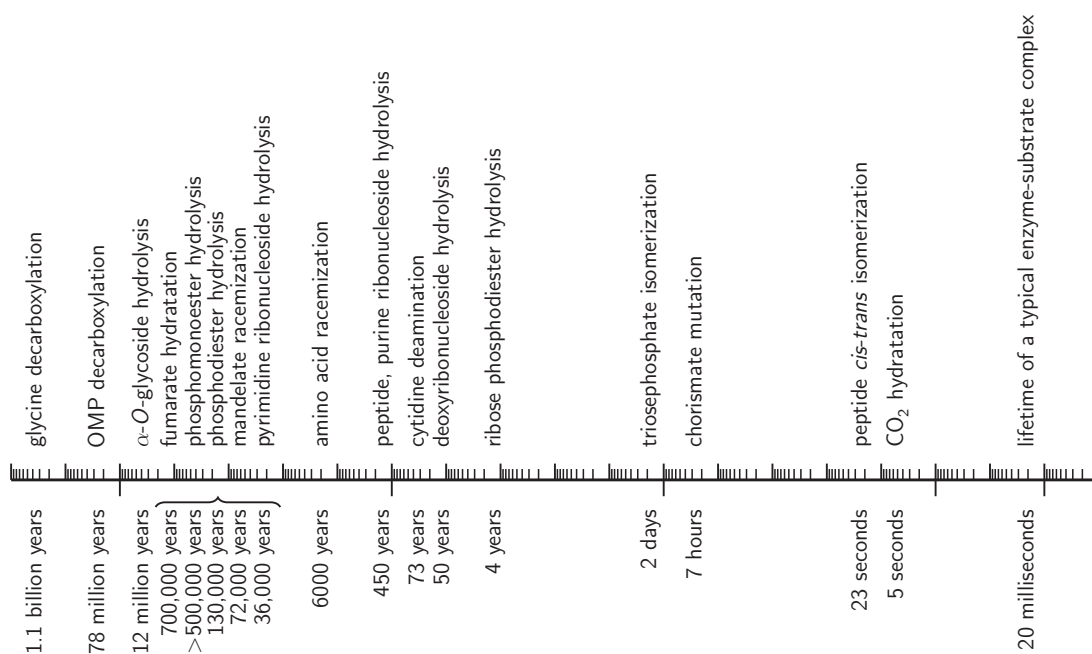 glycine decarboxylation
OMP decarboxylation
α-O-glycoside hydrolysis
fumarate hydratation
phosphomonoester hydrolysis
phosphodiester hydrolysis
mandelate racemization
pyrimidine ribonucleoside hydrolysis
amino acid racemization
peptide, purine ribonucleoside hydrolysis
cytidine deamination
deoxyribonucleoside hydrolysis
ribose phosphodiester hydrolysis
triosephosphate isomerization
chorismate mutation
peptide cis-trans isomerization
CO₂ hydratation
lifetime of a typical enzyme-substrate complex
1.1 billion years
78 million years
12 million years
700,000 years
>500,000 years
130,000 years
72,000 years
36,000 years
6000 years
450 years
73 years
50 years
4 years
2 days
7 hours
23 seconds
5 seconds
20 milliseconds